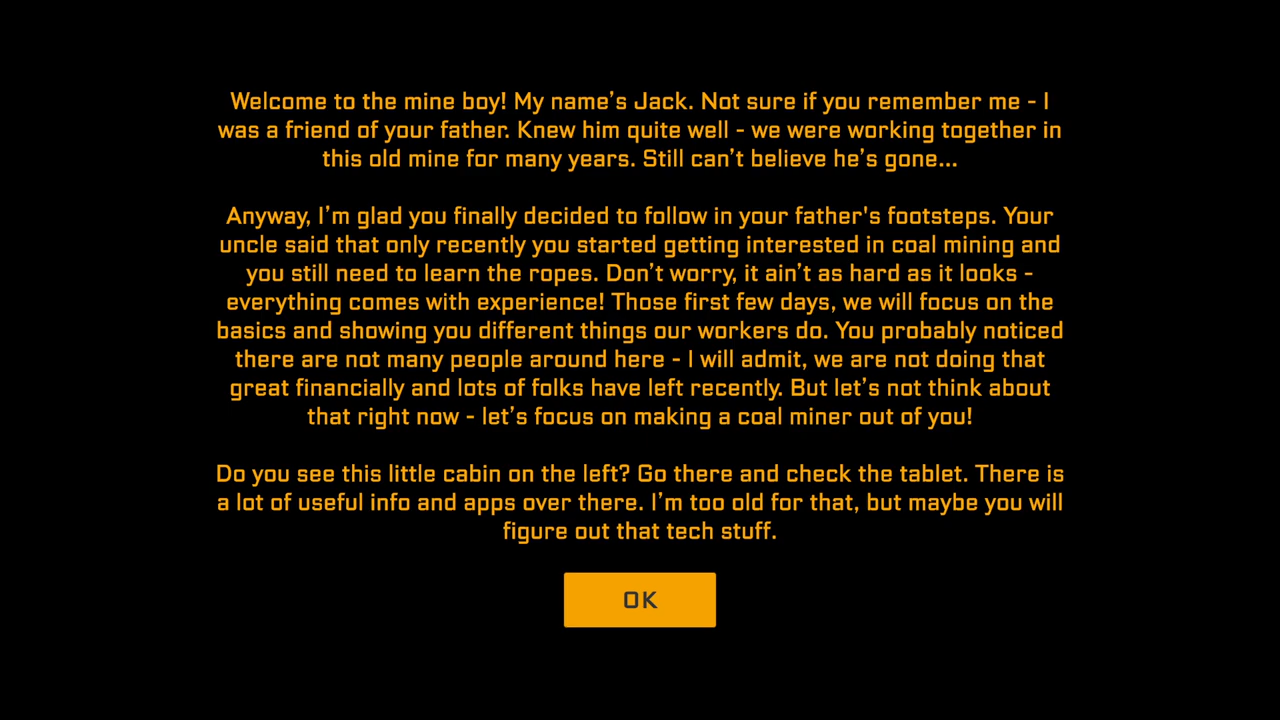 Welcome to the mine boy! My name’s Jack. Not sure if you remember me - I
was a friend of your father. Knew him quite well - we were working together in
this old mine for many years. Still can’t believe he’s gone...
Anyway, I’m glad you finally decided to follow in your father's footsteps. Your
uncle said that only recently you started getting interested in coal mining and
you still need to learn the ropes. Don’t worry, it ain’t as hard as it looks -
everything comes with experience! Those first few days, we will focus on the
basics and showing you different things our workers do. You probably noticed
there are not many people around here - I will admit, we are not doing that
great financially and lots of folks have left recently. But let’s not think about
that right now - let’s focus on making a coal miner out of you!
Do you see this little cabin on the left? Go there and check the tablet. There is
a lot of useful info and apps over there. I’m too old for that, but maybe you will
figure out that tech stuff.
OK